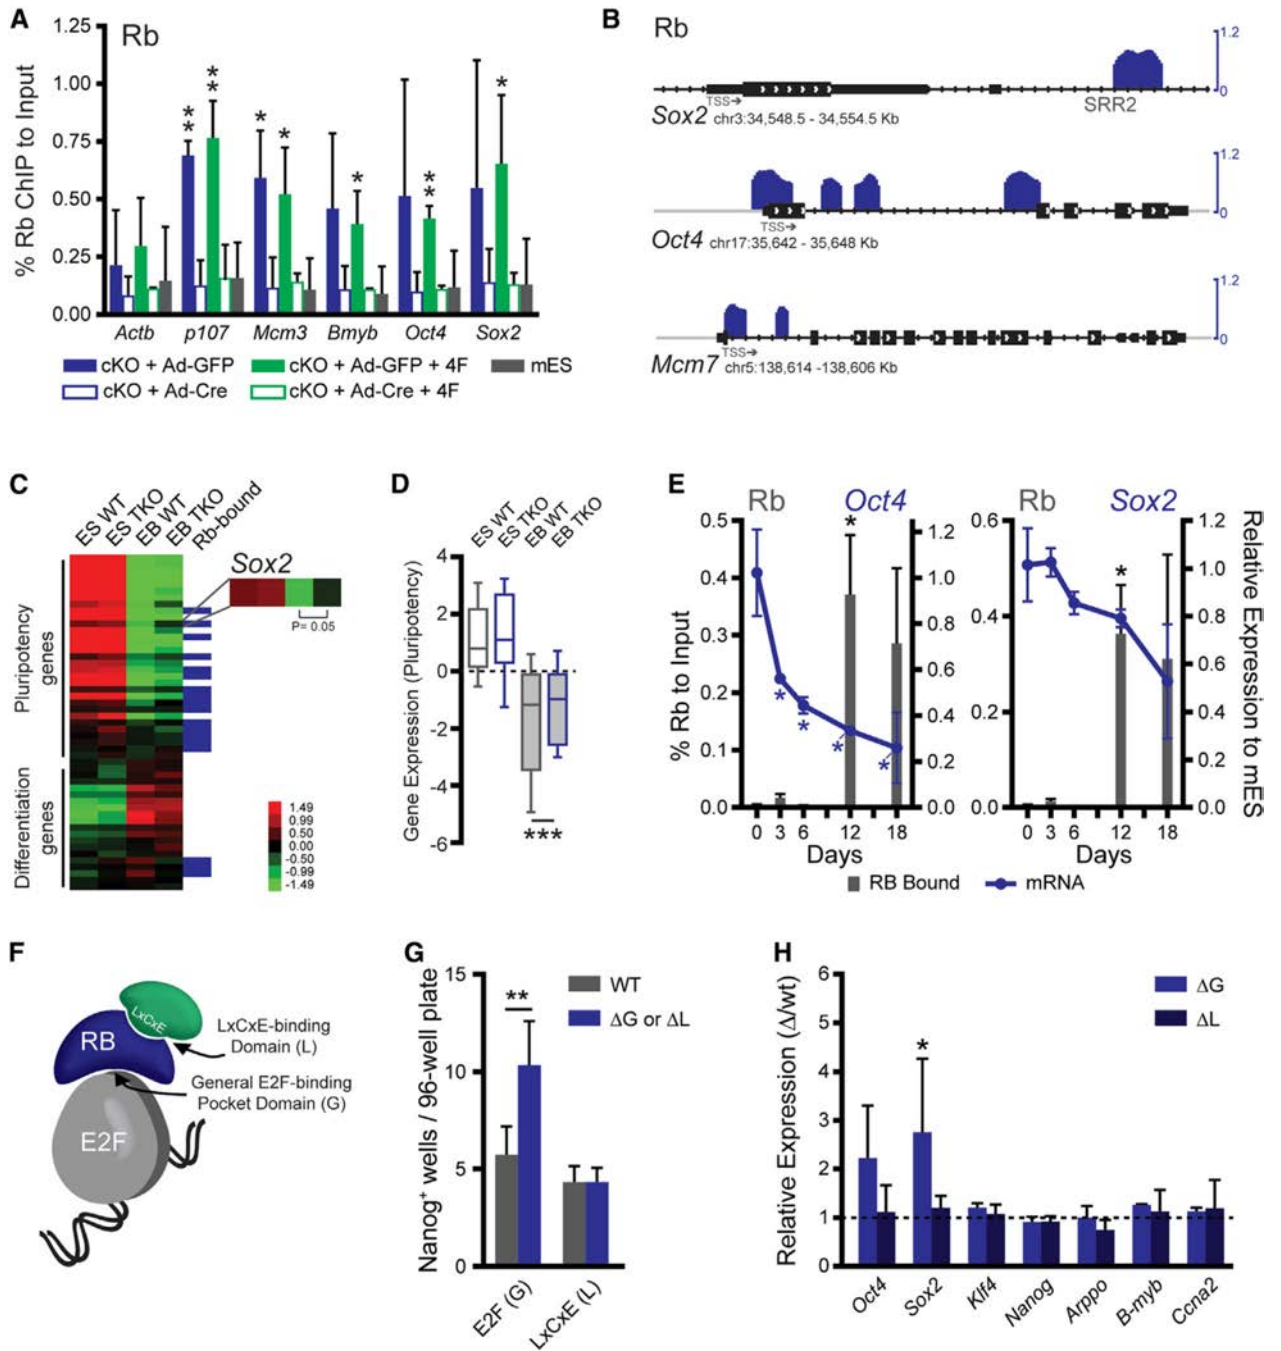 A
Rb
% Rb ChIP to Input
1.25
1.00
0.75
0.50
0.25
0.00
** ** * * * ** *
Actb p107 Mcm3 Bmyb Oct4 Sox2
cKO + Ad-GFP cKO + Ad-GFP + 4F mES
cKO + Ad-Cre cKO + Ad-Cre + 4F
B
Rb
1.2
0
TSS→
SRR2
Sox2 chr3:34,548.5 - 34,554.5 Kb
1.2
0
TSS→
Oct4 chr17:35,642 - 35,648 Kb
1.2
0
TSS→
Mcm7 chr5:138,614 -138,606 Kb
C
ES WT
ES TKO
EB WT
EB TKO
Rb-bound
Sox2
P= 0.05
Pluripotency genes
Differentiation genes
1.49
0.99
0.50
0.00
-0.50
-0.99
-1.49
D
ES WT
ES TKO
EB WT
EB TKO
Gene Expression (Pluripotency)
4
2
0
-2
-4
-6
***
E
Rb Oct4
% Rb to Input
0.5
0.4
0.3
0.2
0.1
0.0
*
* * * *
1.2
1.0
0.8
0.6
0.4
0.2
0.0
0 3 6 12 18
Days
Rb Sox2
0.6
0.4
0.2
0.0
*
1.2
1.0
0.8
0.6
0.4
0.2
0.0
Relative Expression to mES
0 3 6 12 18
Days
RB Bound mRNA
F
LxCxE
RB
E2F
LxCxE-binding
Domain (L)
General E2F-binding
Pocket Domain (G)
G
Nanog+ wells / 96-well plate
15
10
5
0
**
WT
ΔG or ΔL
E2F (G)
LxCxE (L)
H
Relative Expression (Δ/wt)
6
5
4
3
2
1
0
*
ΔG
ΔL
Oct4
Sox2
Klf4
Nanog
Arppo
B-myb
Ccna2